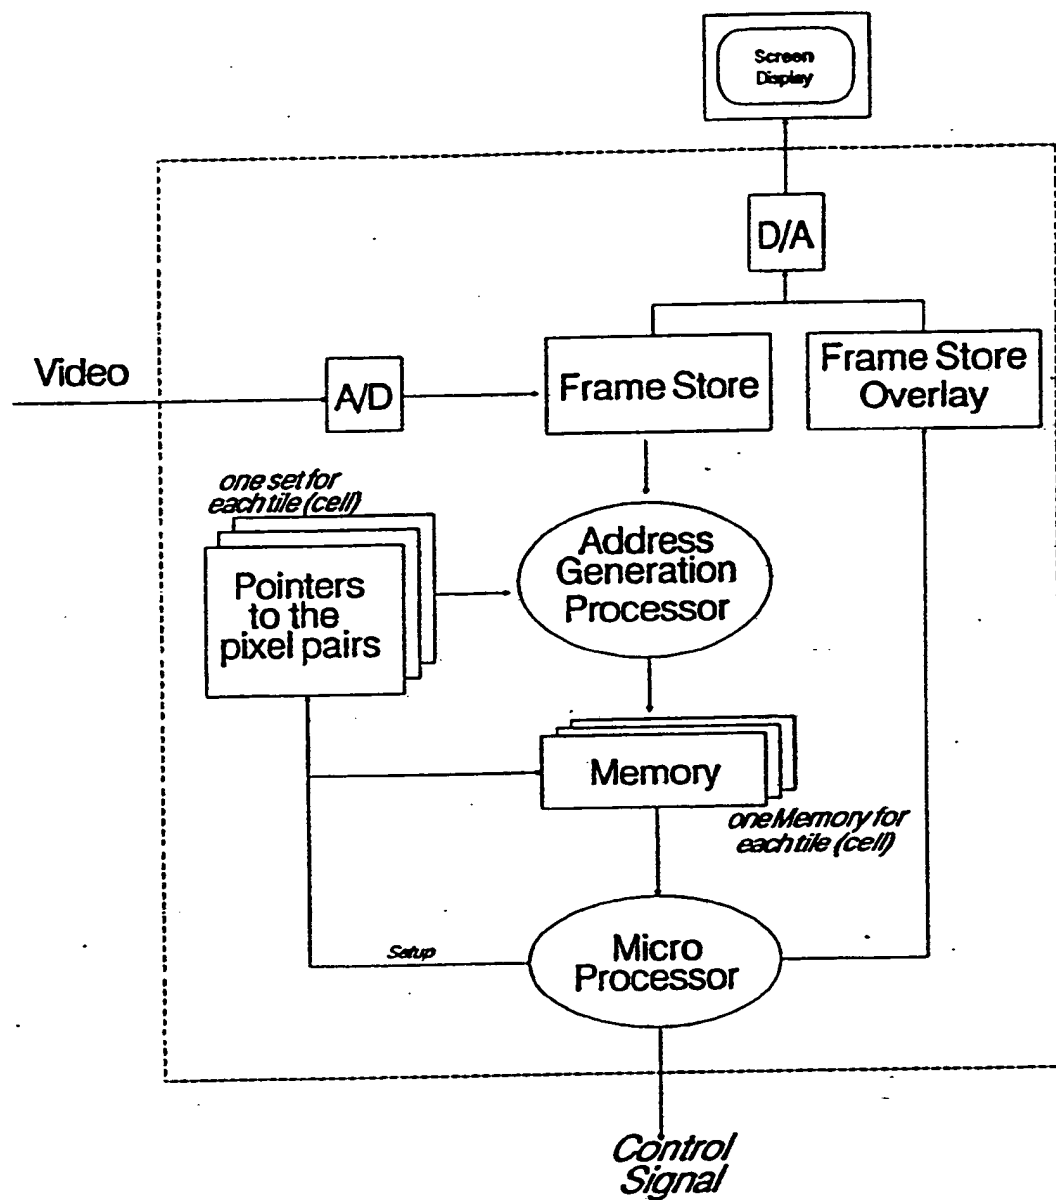 Screen
Display
D/A
Video
A/D
Frame Store
Frame Store
Overlay
one set for
each tile (cell)
Pointers
to the
pixel pairs
Address
Generation
Processor
Memory
one Memory for
each tile (cell)
Setup
Micro
Processor
Control
Signal